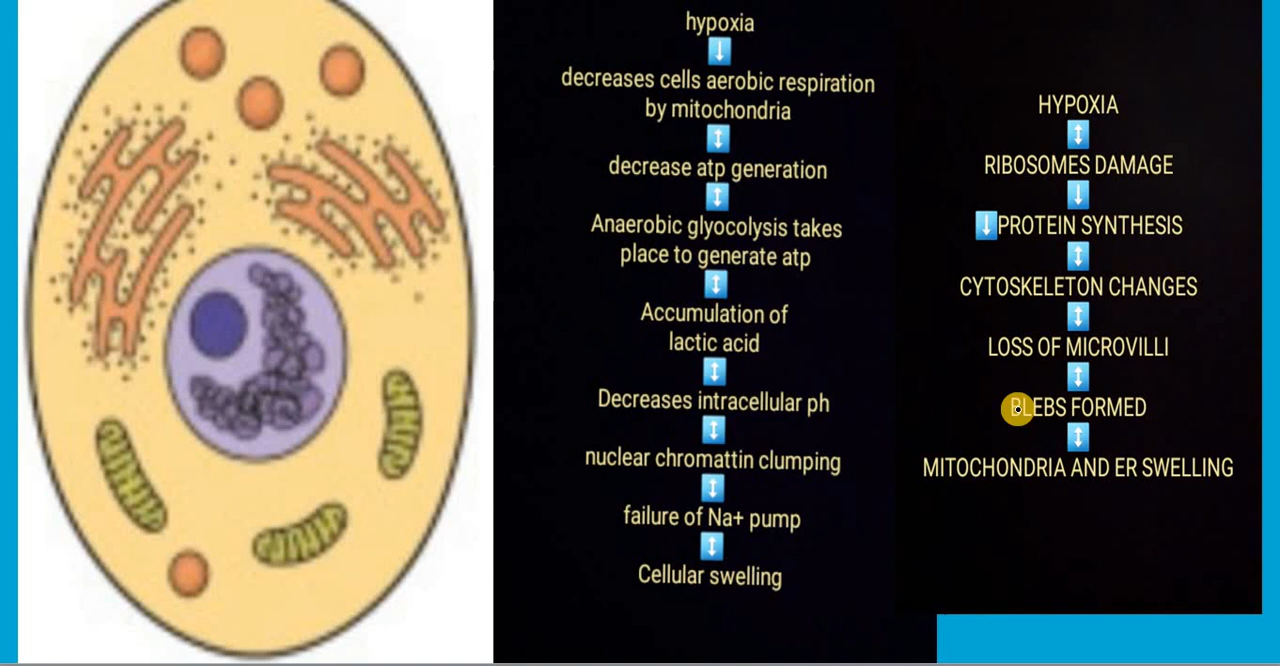 hypoxia
⬇️
decreases cells aerobic respiration
by mitochondria
↕️
decrease atp generation
↕️
Anaerobic glyocolysis takes
place to generate atp
↕️
Accumulation of
lactic acid
↕️
Decreases intracellular ph
↕️
nuclear chromattin clumping
↕️
failure of Na+ pump
↕️
Cellular swelling
HYPOXIA
↕️
RIBOSOMES DAMAGE
⬇️
⬇️PROTEIN SYNTHESIS
↕️
CYTOSKELETON CHANGES
↕️
LOSS OF MICROVILLI
↕️
BLEBS FORMED
↕️
MITOCHONDRIA AND ER SWELLING